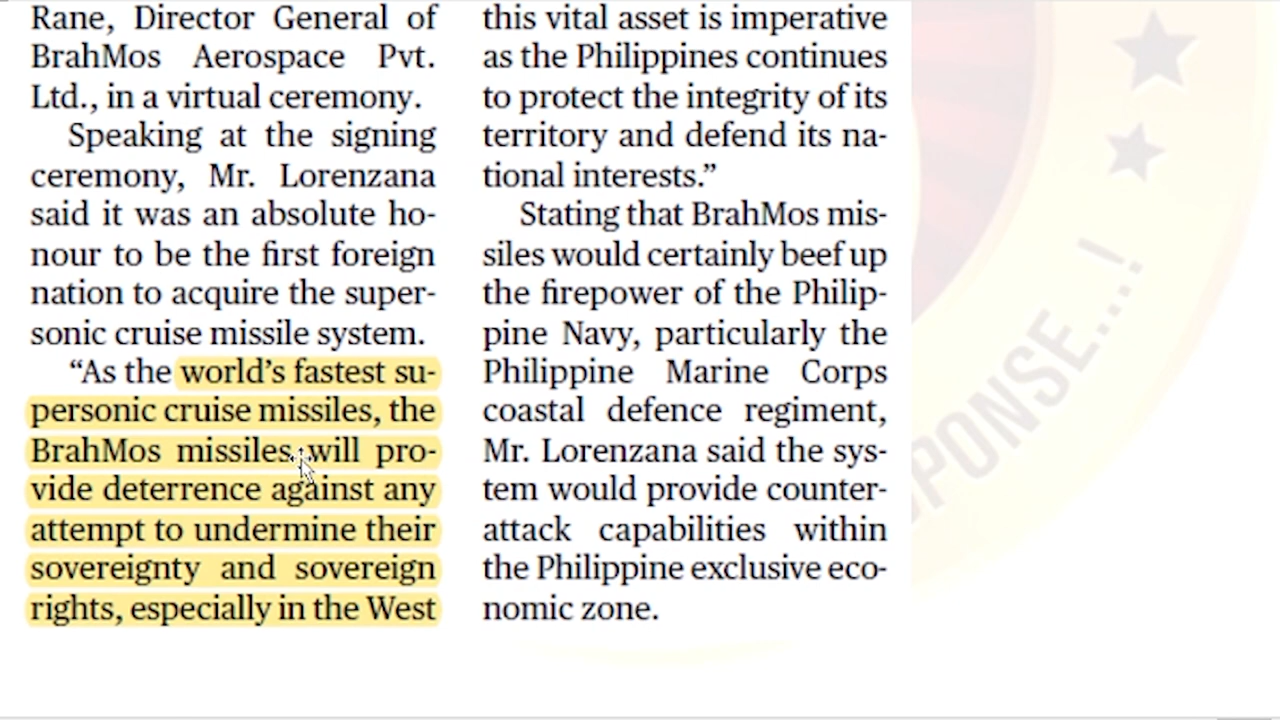 Rane, Director General of
BrahMos Aerospace Pvt.
Ltd., in a virtual ceremony.
Speaking at the signing
ceremony, Mr. Lorenzana
said it was an absolute ho-
nour to be the first foreign
nation to acquire the super-
sonic cruise missile system.
“As the world’s fastest su-
personic cruise missiles, the
BrahMos missiles will pro-
vide deterrence against any
attempt to undermine their
sovereignty and sovereign
rights, especially in the West
this vital asset is imperative
as the Philippines continues
to protect the integrity of its
territory and defend its na-
tional interests.”
Stating that BrahMos mis-
siles would certainly beef up
the firepower of the Philip-
pine Navy, particularly the
Philippine Marine Corps
coastal defence regiment,
Mr. Lorenzana said the sys-
tem would provide counter-
attack capabilities within
the Philippine exclusive eco-
nomic zone.
PONSE...!